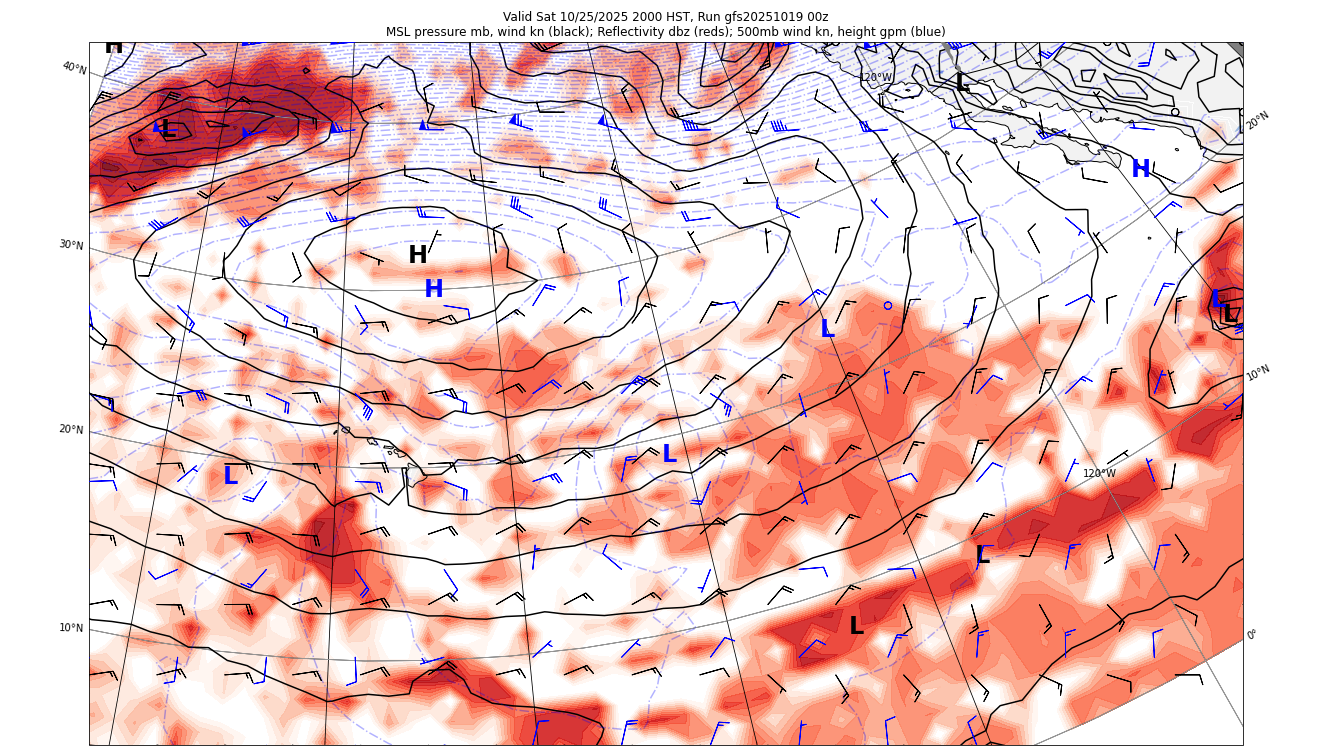 Valid Sat 10/25/2025 2000 HST, Run gfs20251019 00z
MSL pressure mb, wind kn (black); Reflectivity dbz (reds); 500mb wind kn, height gpm (blue)
H
40°N
120°W
L
20°N
L
H
30°N
H
H
L
L
L
10°N
20°N
L
L
120°W
L
10°N
L
0°